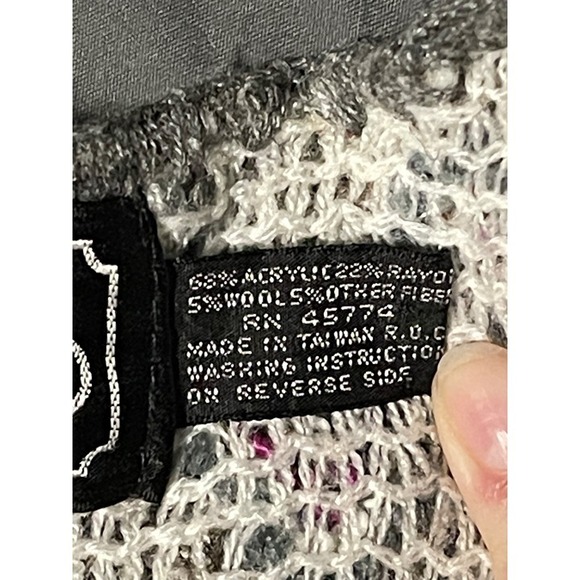 68% ACRYLIC 22% RAYO
5% WOOL 5% OTHER FIBE
RN 45774
MADE IN TAIWAN R.O.C
WASHING INSTRUCTION
ON REVERSE SIDE